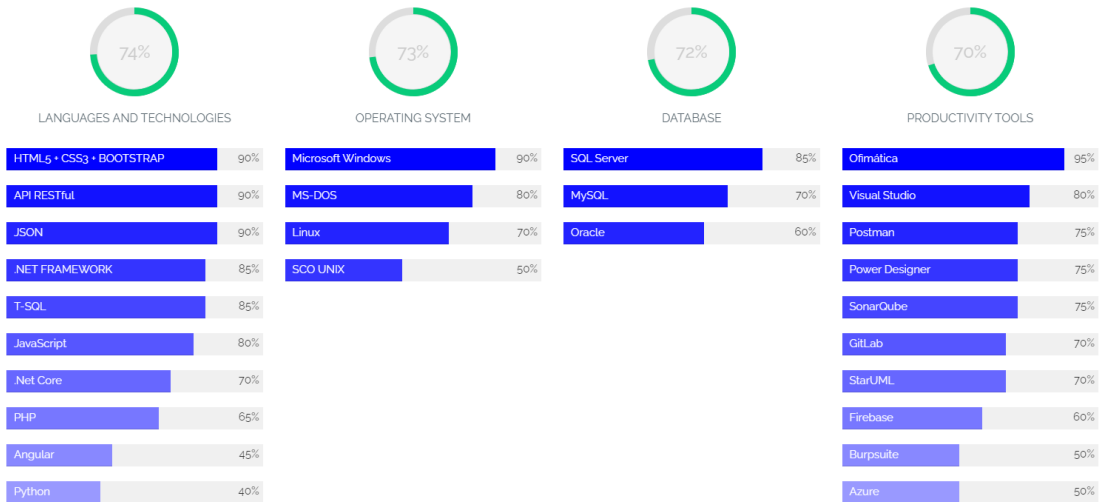 74%
LANGUAGES AND TECHNOLOGIES
HTML5 + CSS3 + BOOTSTRAP 90%
API RESTful 90%
JSON 90%
.NET FRAMEWORK 85%
T-SQL 85%
JavaScript 80%
.Net Core 70%
PHP 65%
Angular 45%
Python 40%
73%
OPERATING SYSTEM
Microsoft Windows 90%
MS-DOS 80%
Linux 70%
SCO UNIX 50%
72%
DATABASE
SQL Server 85%
MySQL 70%
Oracle 60%
70%
PRODUCTIVITY TOOLS
Ofimática 95%
Visual Studio 80%
Postman 75%
Power Designer 75%
SonarQube 75%
GitLab 70%
StarUML 70%
Firebase 60%
Burpsuite 50%
Azure 50%